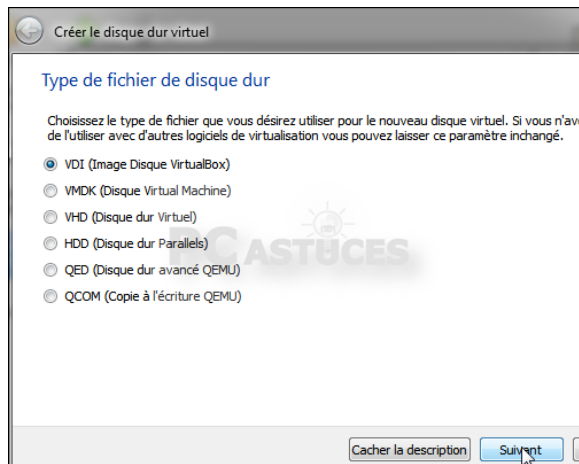 Créer le disque dur virtuel
Type de fichier de disque dur
Choisissez le type de fichier que vous désirez utiliser pour le nouveau disque virtuel. Si vous n'av
de l'utiliser avec d'autres logiciels de virtualisation vous pouvez laisser ce paramètre inchangé.
VDI (Image Disque VirtualBox)
VMDK (Disque Virtual Machine)
VHD (Disque dur Virtuel)
HDD (Disque dur Parallels)
PC ASTUCES
QED (Disque dur avancé QEMU)
QCOM (Copie à l'écriture QEMU)
Cacher la description
Suivant